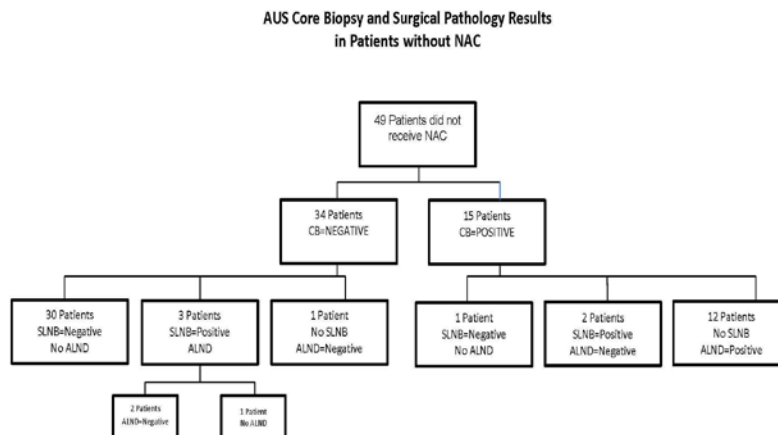 AUS Core Biopsy and Surgical Pathology Results
in Patients without NAC
49 Patients did not
receive NAC
34 Patients
CB=NEGATIVE
15 Patients
CB=POSITIVE
30 Patients
SLNB=Negative
No ALND
3 Patients
SLNB=Positive
ALND
1 Patient
No SLNB
ALND=Negative
1 Patient
SLNB=Negative
No ALND
2 Patients
SLNB=Positive
ALND=Negative
12 Patients
No SLNB
ALND=Positive
2 Patients
ALND=Negative
1 Patient
No ALND